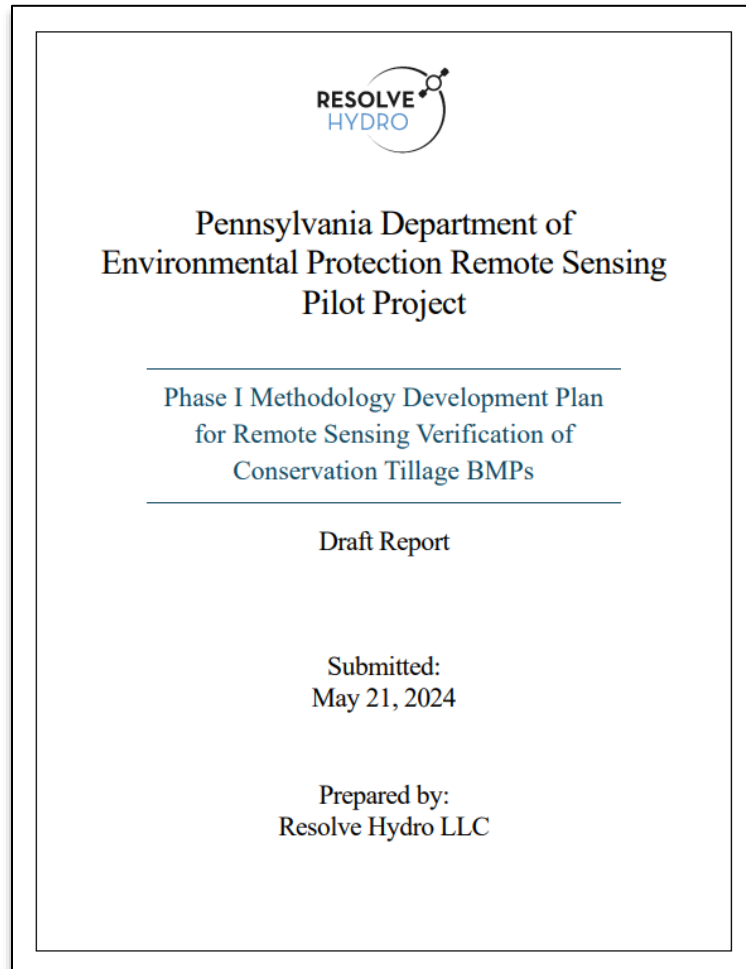 RESOLVE
HYDRO
Pennsylvania Department of
Environmental Protection Remote Sensing
Pilot Project
Phase I Methodology Development Plan
for Remote Sensing Verification of
Conservation Tillage BMPs
Draft Report
Submitted:
May 21, 2024
Prepared by:
Resolve Hydro LLC